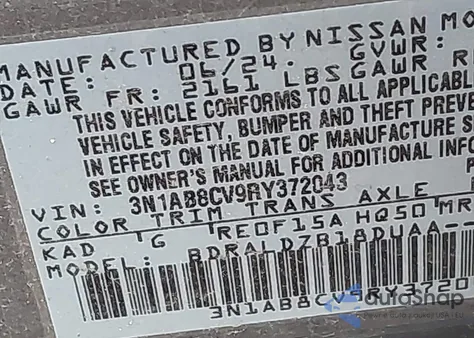 MANUFACTURED BY NISSAN MO
DATE: 06/24. GVWR:
GAWR FR: 2161 LBS GAWR R
THIS VEHICLE CONFORMS TO ALL APPLICABL
VEHICLE SAFETY, BUMPER AND THEFT PREVE
IN EFFECT ON THE DATE OF MANUFACTURE S
SEE OWNER'S MANUAL FOR ADDITIONAL INFO
VIN: 3N1AB8CV9RY372043
COLOR TRIM TRANS AXLE
KAD G RE0F15A HQ50 MR
MODEL: BDRALDZB18DUAA--
3N1AB8CV9RY3720
AutoShap